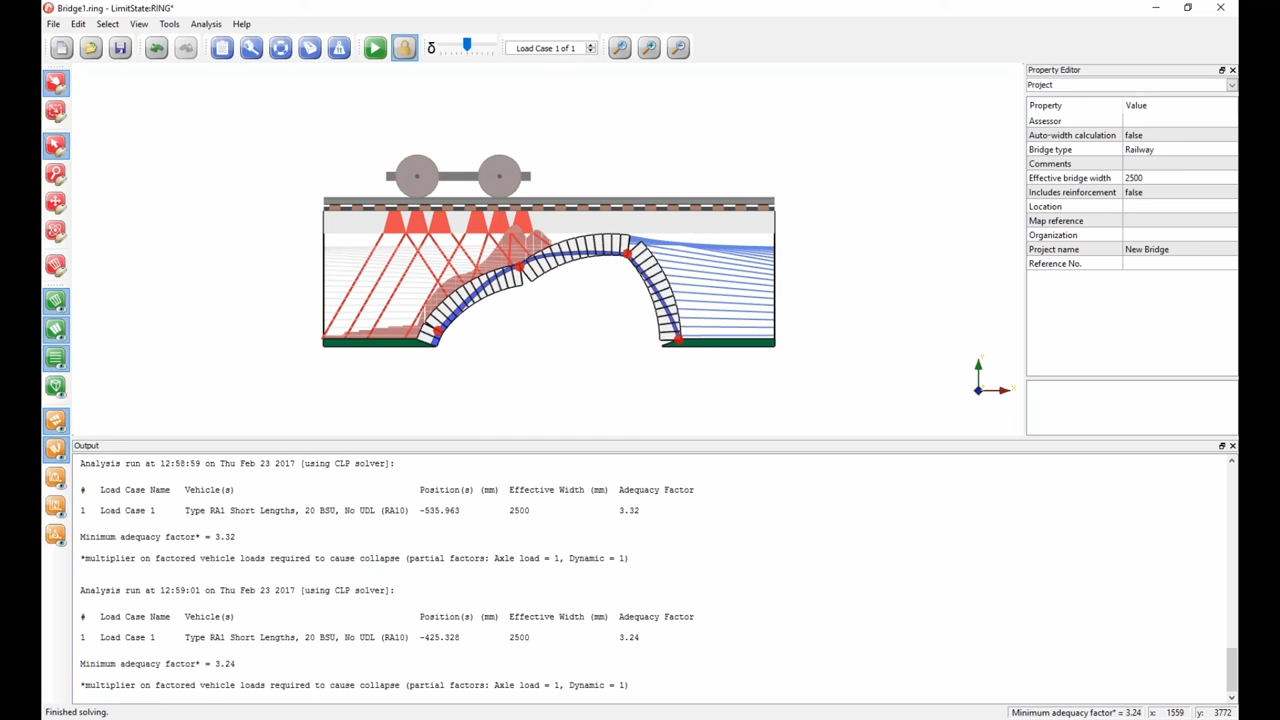 Bridge1.ring - LimitState:RING*
File Edit Select View Tools Analysis Help
δ Load Case 1 of 1
Property Editor
Project
Property Value
Assessor
Auto-width calculation false
Bridge type Railway
Comments
Effective bridge width 2500
Includes reinforcement false
Location
Map reference
Organization
Project name New Bridge
Reference No.
Y
X
Output
Analysis run at 12:58:59 on Thu Feb 23 2017 [using CLP solver]:
# Load Case Name Vehicle(s) Position(s) (mm) Effective Width (mm) Adequacy Factor
1 Load Case 1 Type RA1 Short Lengths, 20 BSU, No UDL (RA10) -535.963 2500 3.32
Minimum adequacy factor* = 3.32
*multiplier on factored vehicle loads required to cause collapse (partial factors: Axle load = 1, Dynamic = 1)
Analysis run at 12:59:01 on Thu Feb 23 2017 [using CLP solver]:
# Load Case Name Vehicle(s) Position(s) (mm) Effective Width (mm) Adequacy Factor
1 Load Case 1 Type RA1 Short Lengths, 20 BSU, No UDL (RA10) -425.328 2500 3.24
Minimum adequacy factor* = 3.24
*multiplier on factored vehicle loads required to cause collapse (partial factors: Axle load = 1, Dynamic = 1)
Finished solving. Minimum adequacy factor* = 3.24 x: 1559 y: 3772